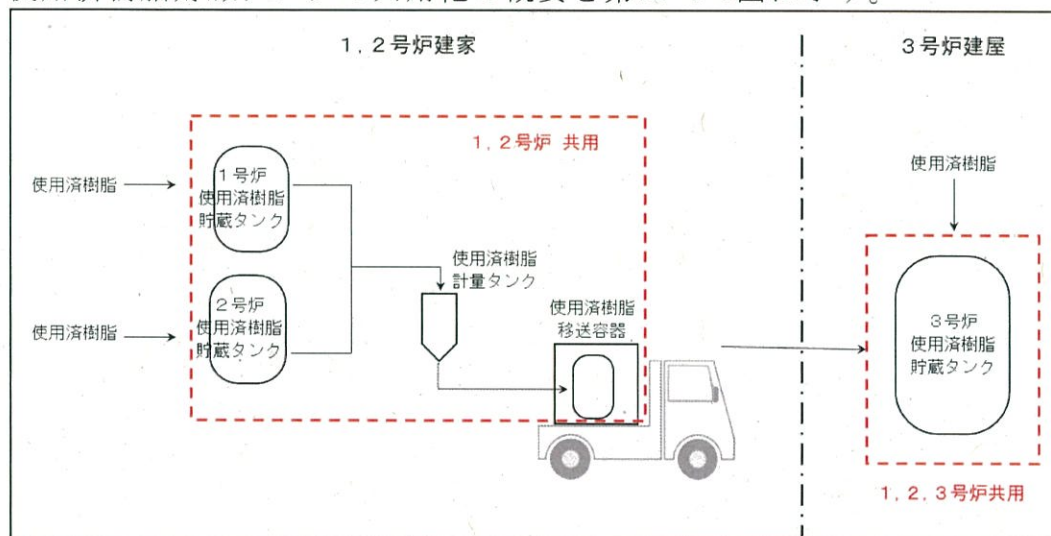 1,2号炉建家
3号炉建屋
1,2号炉 共用
使用済樹脂
1号炉
使用済樹脂
貯蔵タンク
使用済樹脂
計量タンク
使用済樹脂
2号炉
使用済樹脂
貯蔵タンク
使用済樹脂
移送容器
使用済樹脂
3号炉
使用済樹脂
貯蔵タンク
1,2,3号炉共用